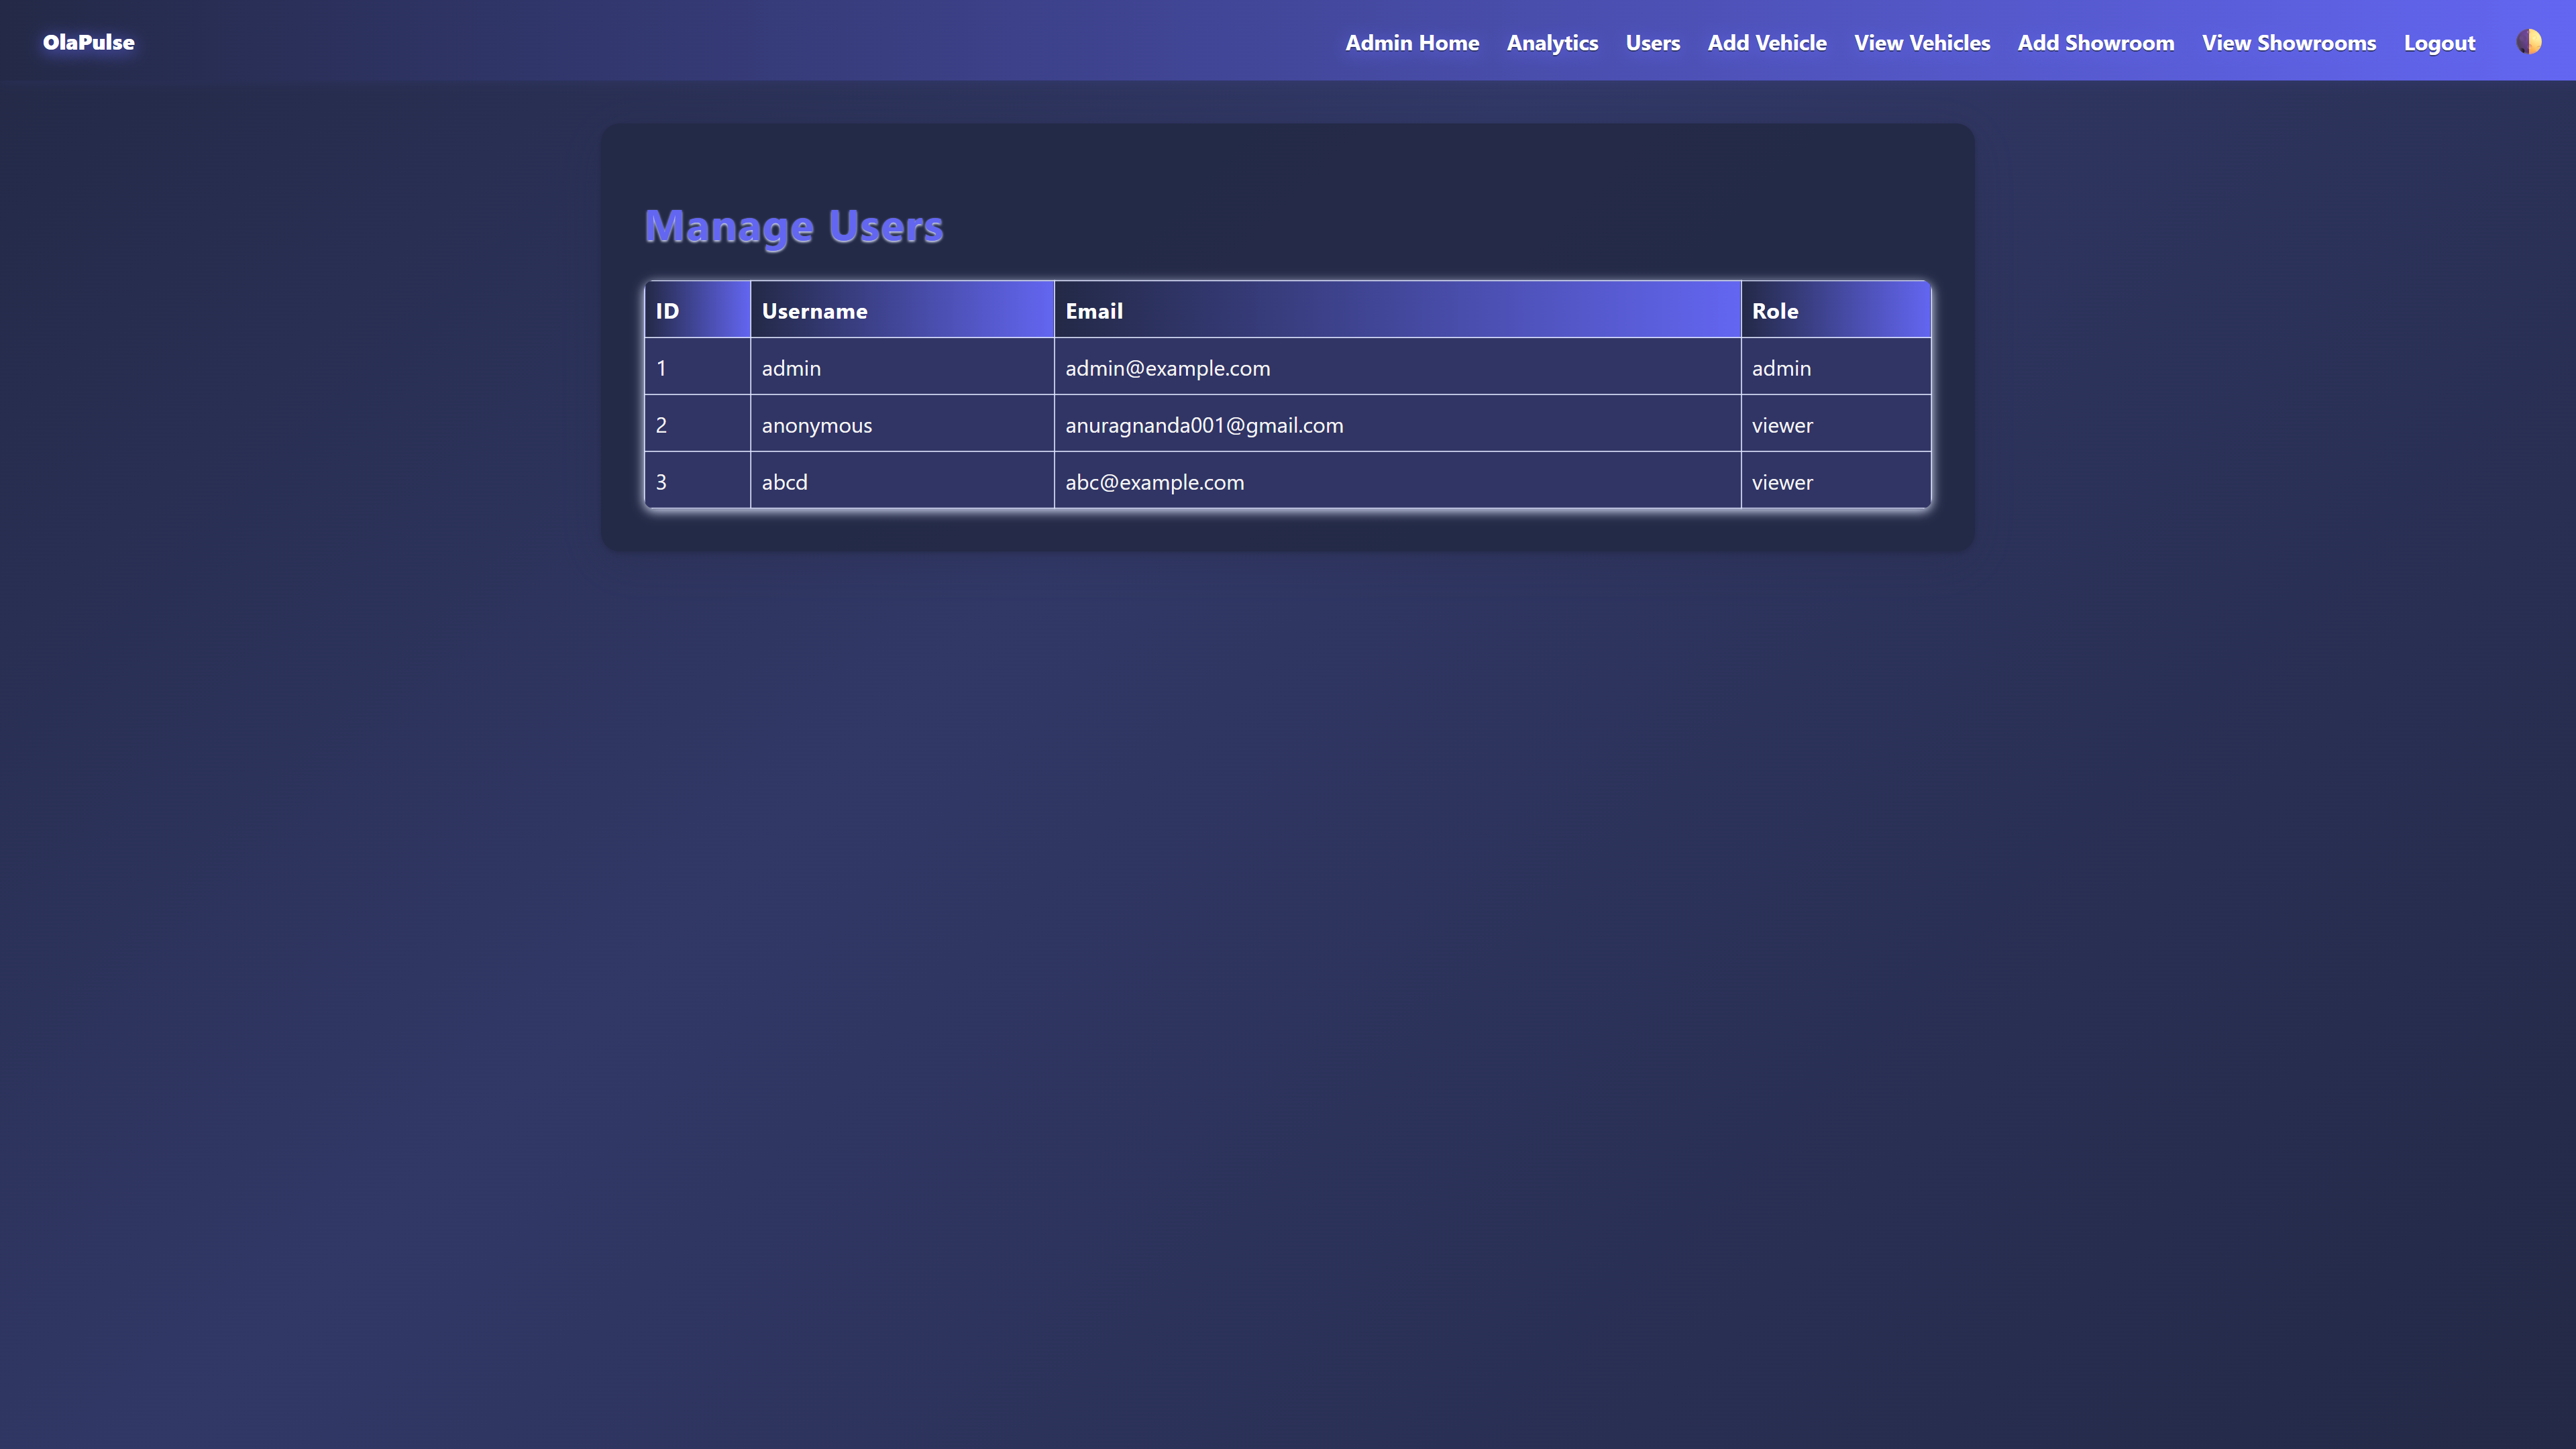 OlaPulse Admin Home Analytics Users Add Vehicle View Vehicles Add Showroom View Showrooms Logout
Manage Users
ID Username Email Role
1 admin admin@example.com admin
2 anonymous anuragnanda001@gmail.com viewer
3 abcd abc@example.com viewer